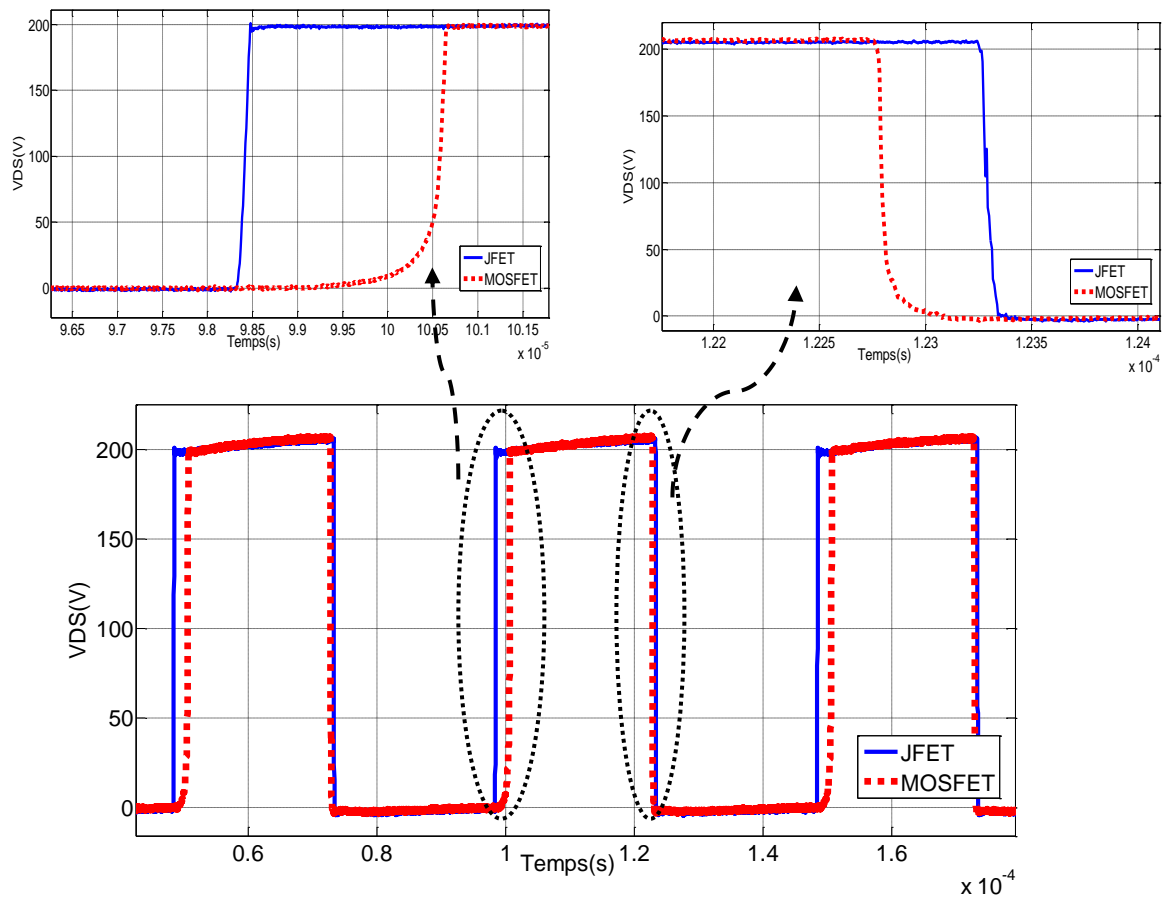 200
150
100
50
0
VDS(V)
9.65 9.7 9.75 9.8 9.85 9.9 9.95 10 10.05 10.1 10.15
Temps(s)
x 10-5
JFET
MOSFET
200
150
100
50
0
VDS(V)
1.22 1.225 1.23 1.235 1.24
Temps(s)
x 10-4
JFET
MOSFET
200
150
100
50
0
VDS(V)
0.6 0.8 1 1.2 1.4 1.6
Temps(s)
x 10-4
JFET
MOSFET